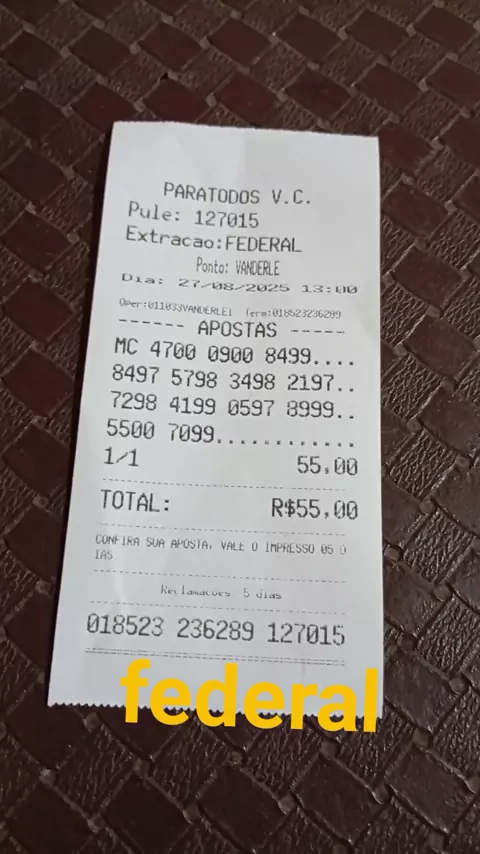 PARATODOS V.C.
Pule: 127015
Extracao:FEDERAL
Ponto: VANDERLE
Dia: 27/08/2025 13:00
Oper:011033VANDERLEI Term:018523236289
------ APOSTAS -----
MC 4700 0900 8499....
8497 5798 3498 2197..
7298 4199 0597 8999..
5500 7099............
1/1 55,00
TOTAL: R$55,00
CONFIRA SUA APOSTA, VALE O IMPRESSO 05 D
IAS
Reclamacoes 5 dias
018523 236289 127015
federal